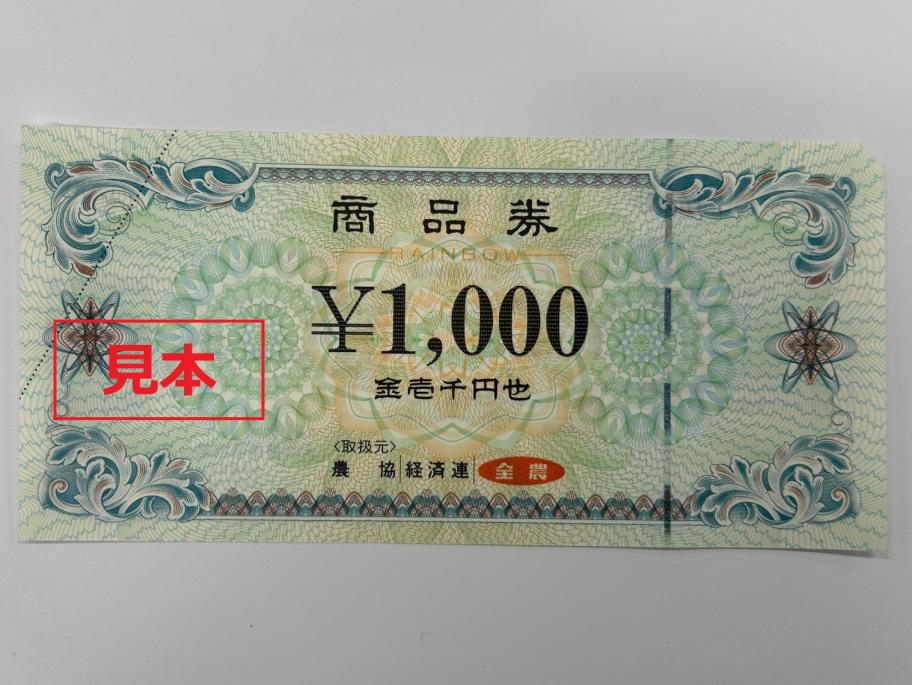 商品券
RAINBOW
¥1,000
見本
金壱千円也
〈取扱元〉
農 協|経済連 全農